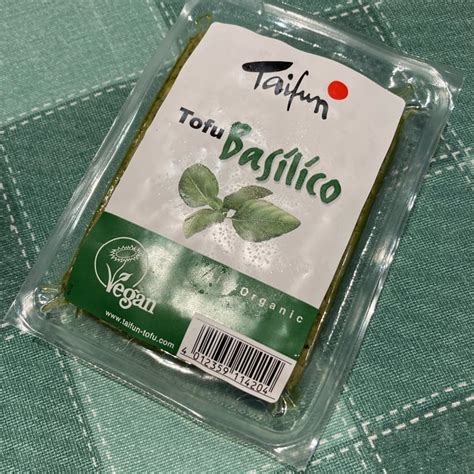 Taifun
Tofu
Basilico
Vegan
Organic
www.taifun-tofu.com
4 012359 114204